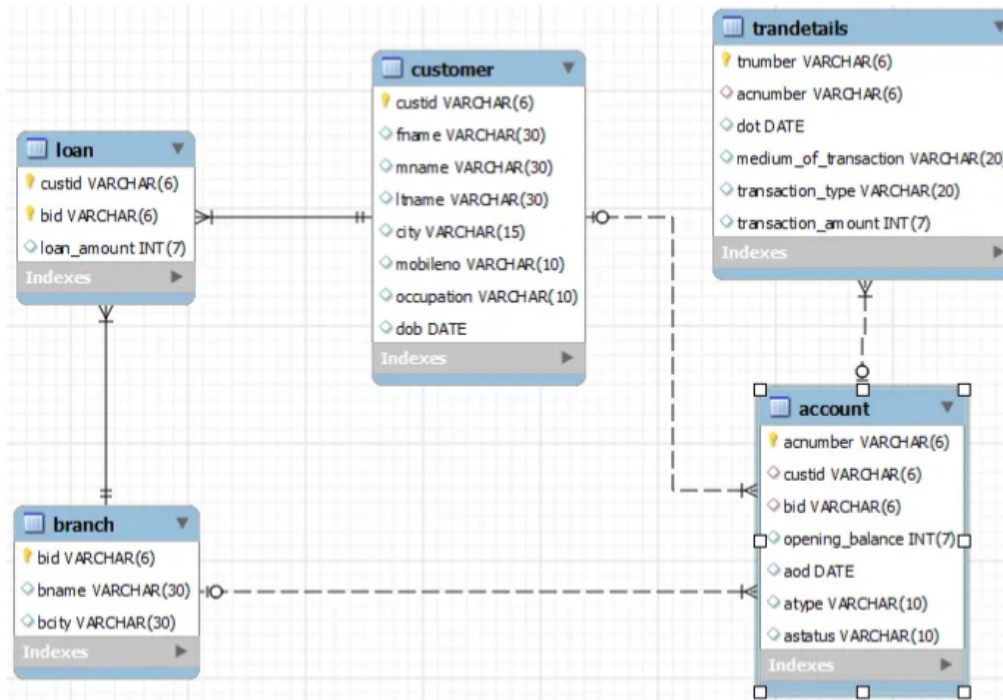 loan
custid VARCHAR(6)
bid VARCHAR(6)
loan_amount INT(7)
Indexes
customer
custid VARCHAR(6)
fname VARCHAR(30)
mname VARCHAR(30)
ltname VARCHAR(30)
city VARCHAR(15)
mobileno VARCHAR(10)
occupation VARCHAR(10)
dob DATE
Indexes
trandetails
tnumber VARCHAR(6)
acnumber VARCHAR(6)
dot DATE
medium_of_transaction VARCHAR(20)
transaction_type VARCHAR(20)
transaction_amount INT(7)
Indexes
branch
bid VARCHAR(6)
bname VARCHAR(30)
bcity VARCHAR(30)
Indexes
account
acnumber VARCHAR(6)
custid VARCHAR(6)
bid VARCHAR(6)
opening_balance INT(7)
aod DATE
atype VARCHAR(10)
astatus VARCHAR(10)
Indexes